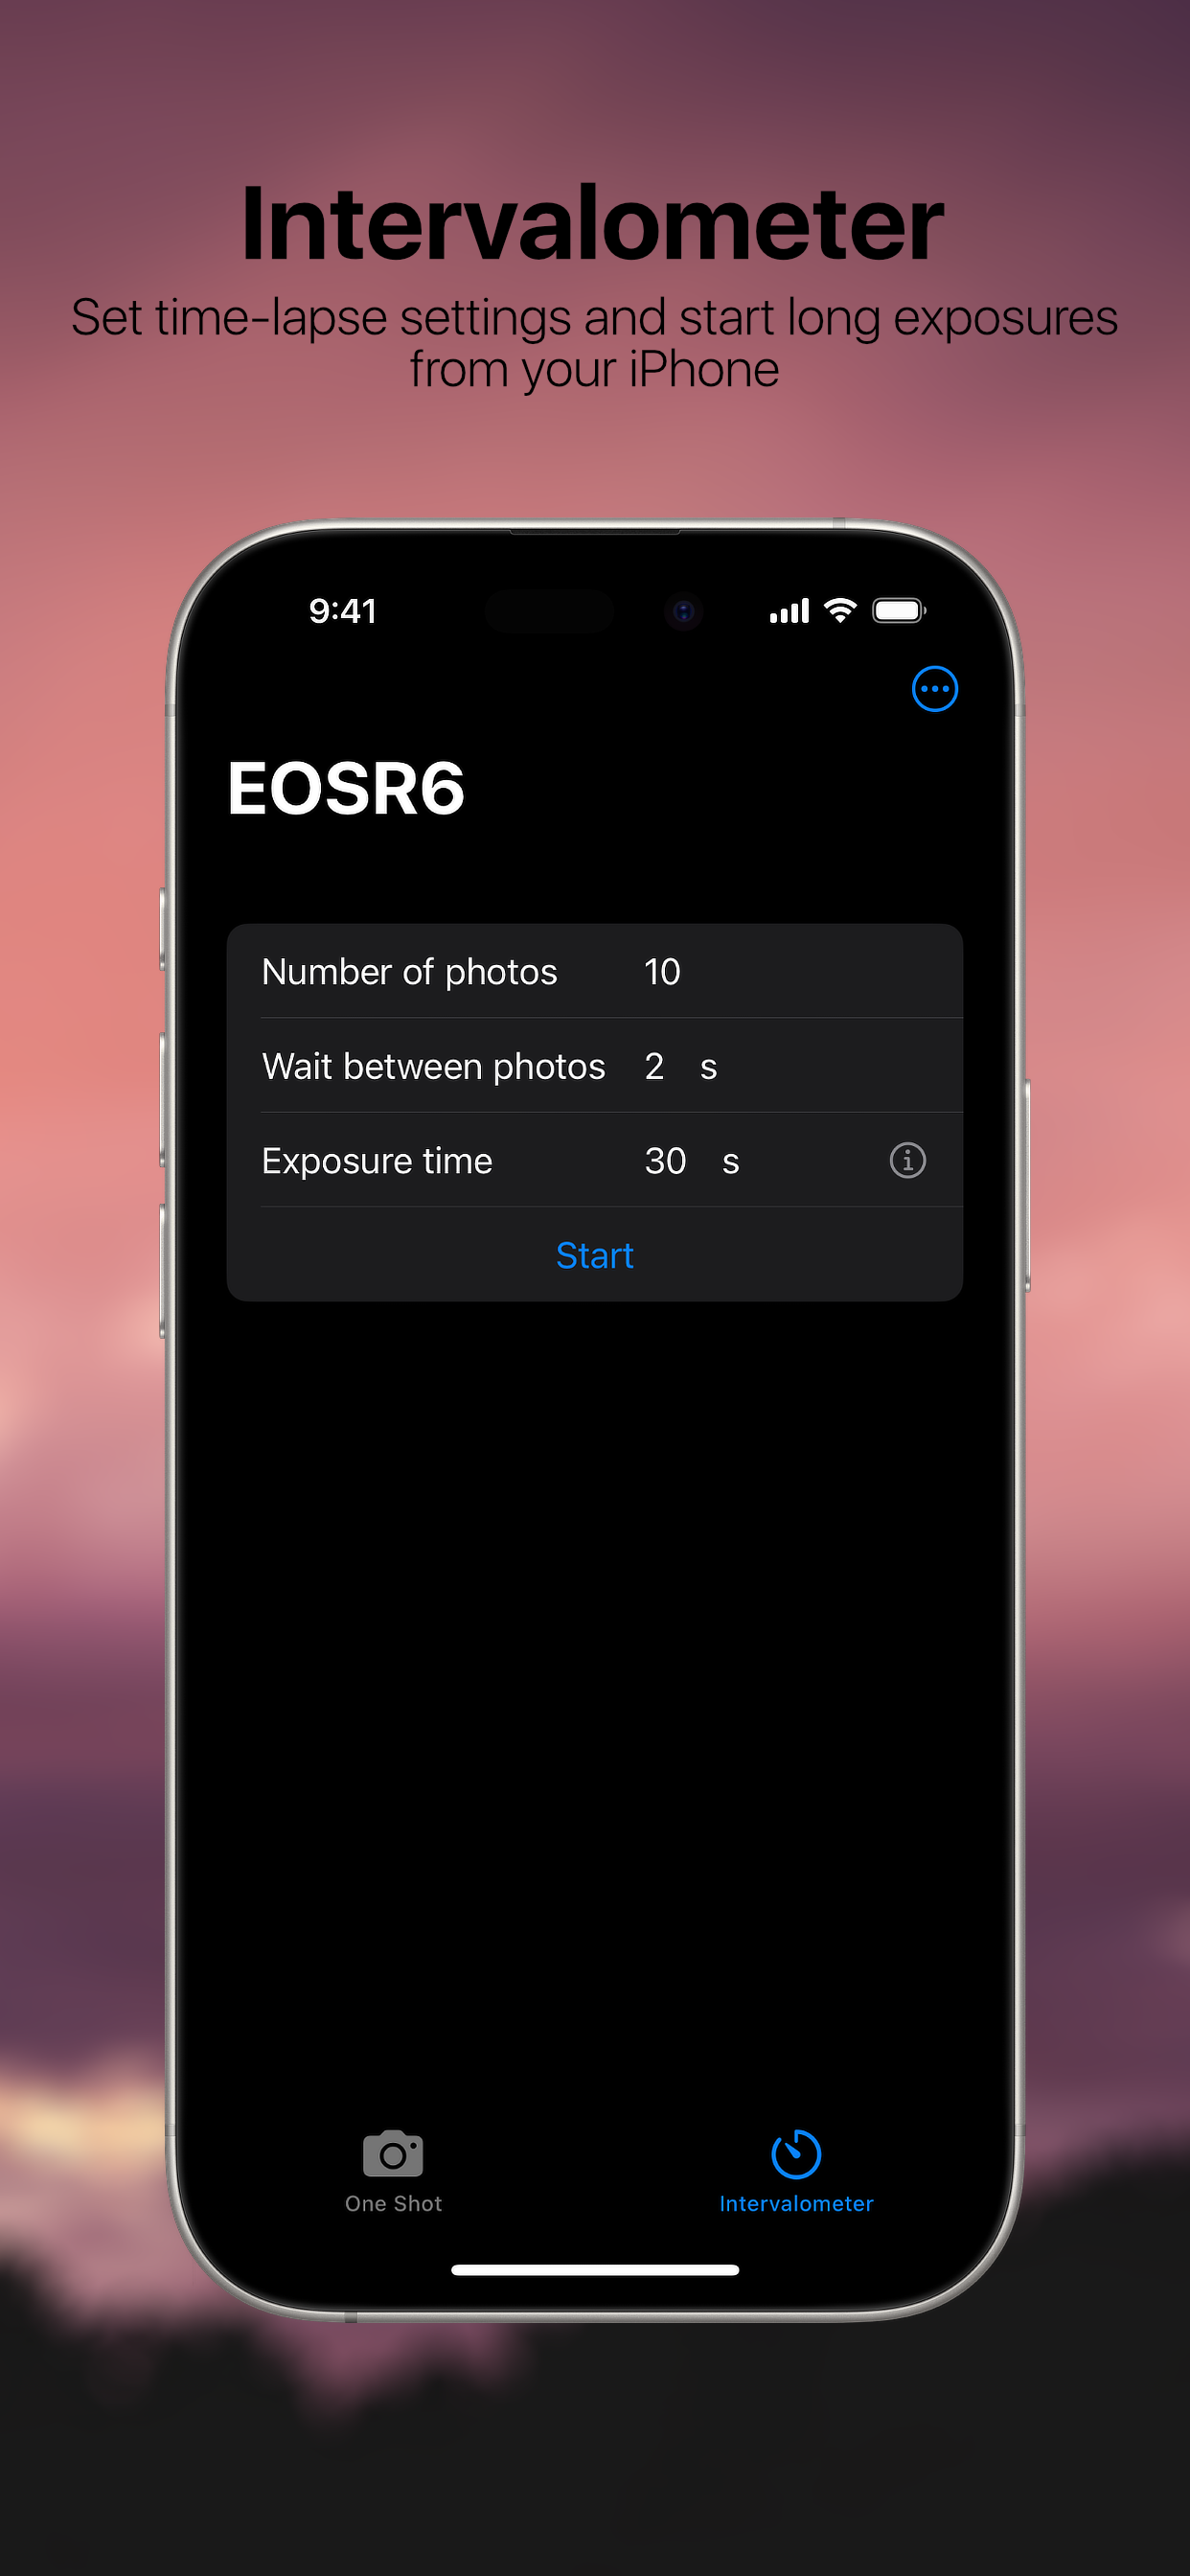 Intervalometer
Set time-lapse settings and start long exposures
from your iPhone
9:41
EOSR6
Number of photos 10
Wait between photos 2 s
Exposure time 30 s
Start
One Shot
Intervalometer